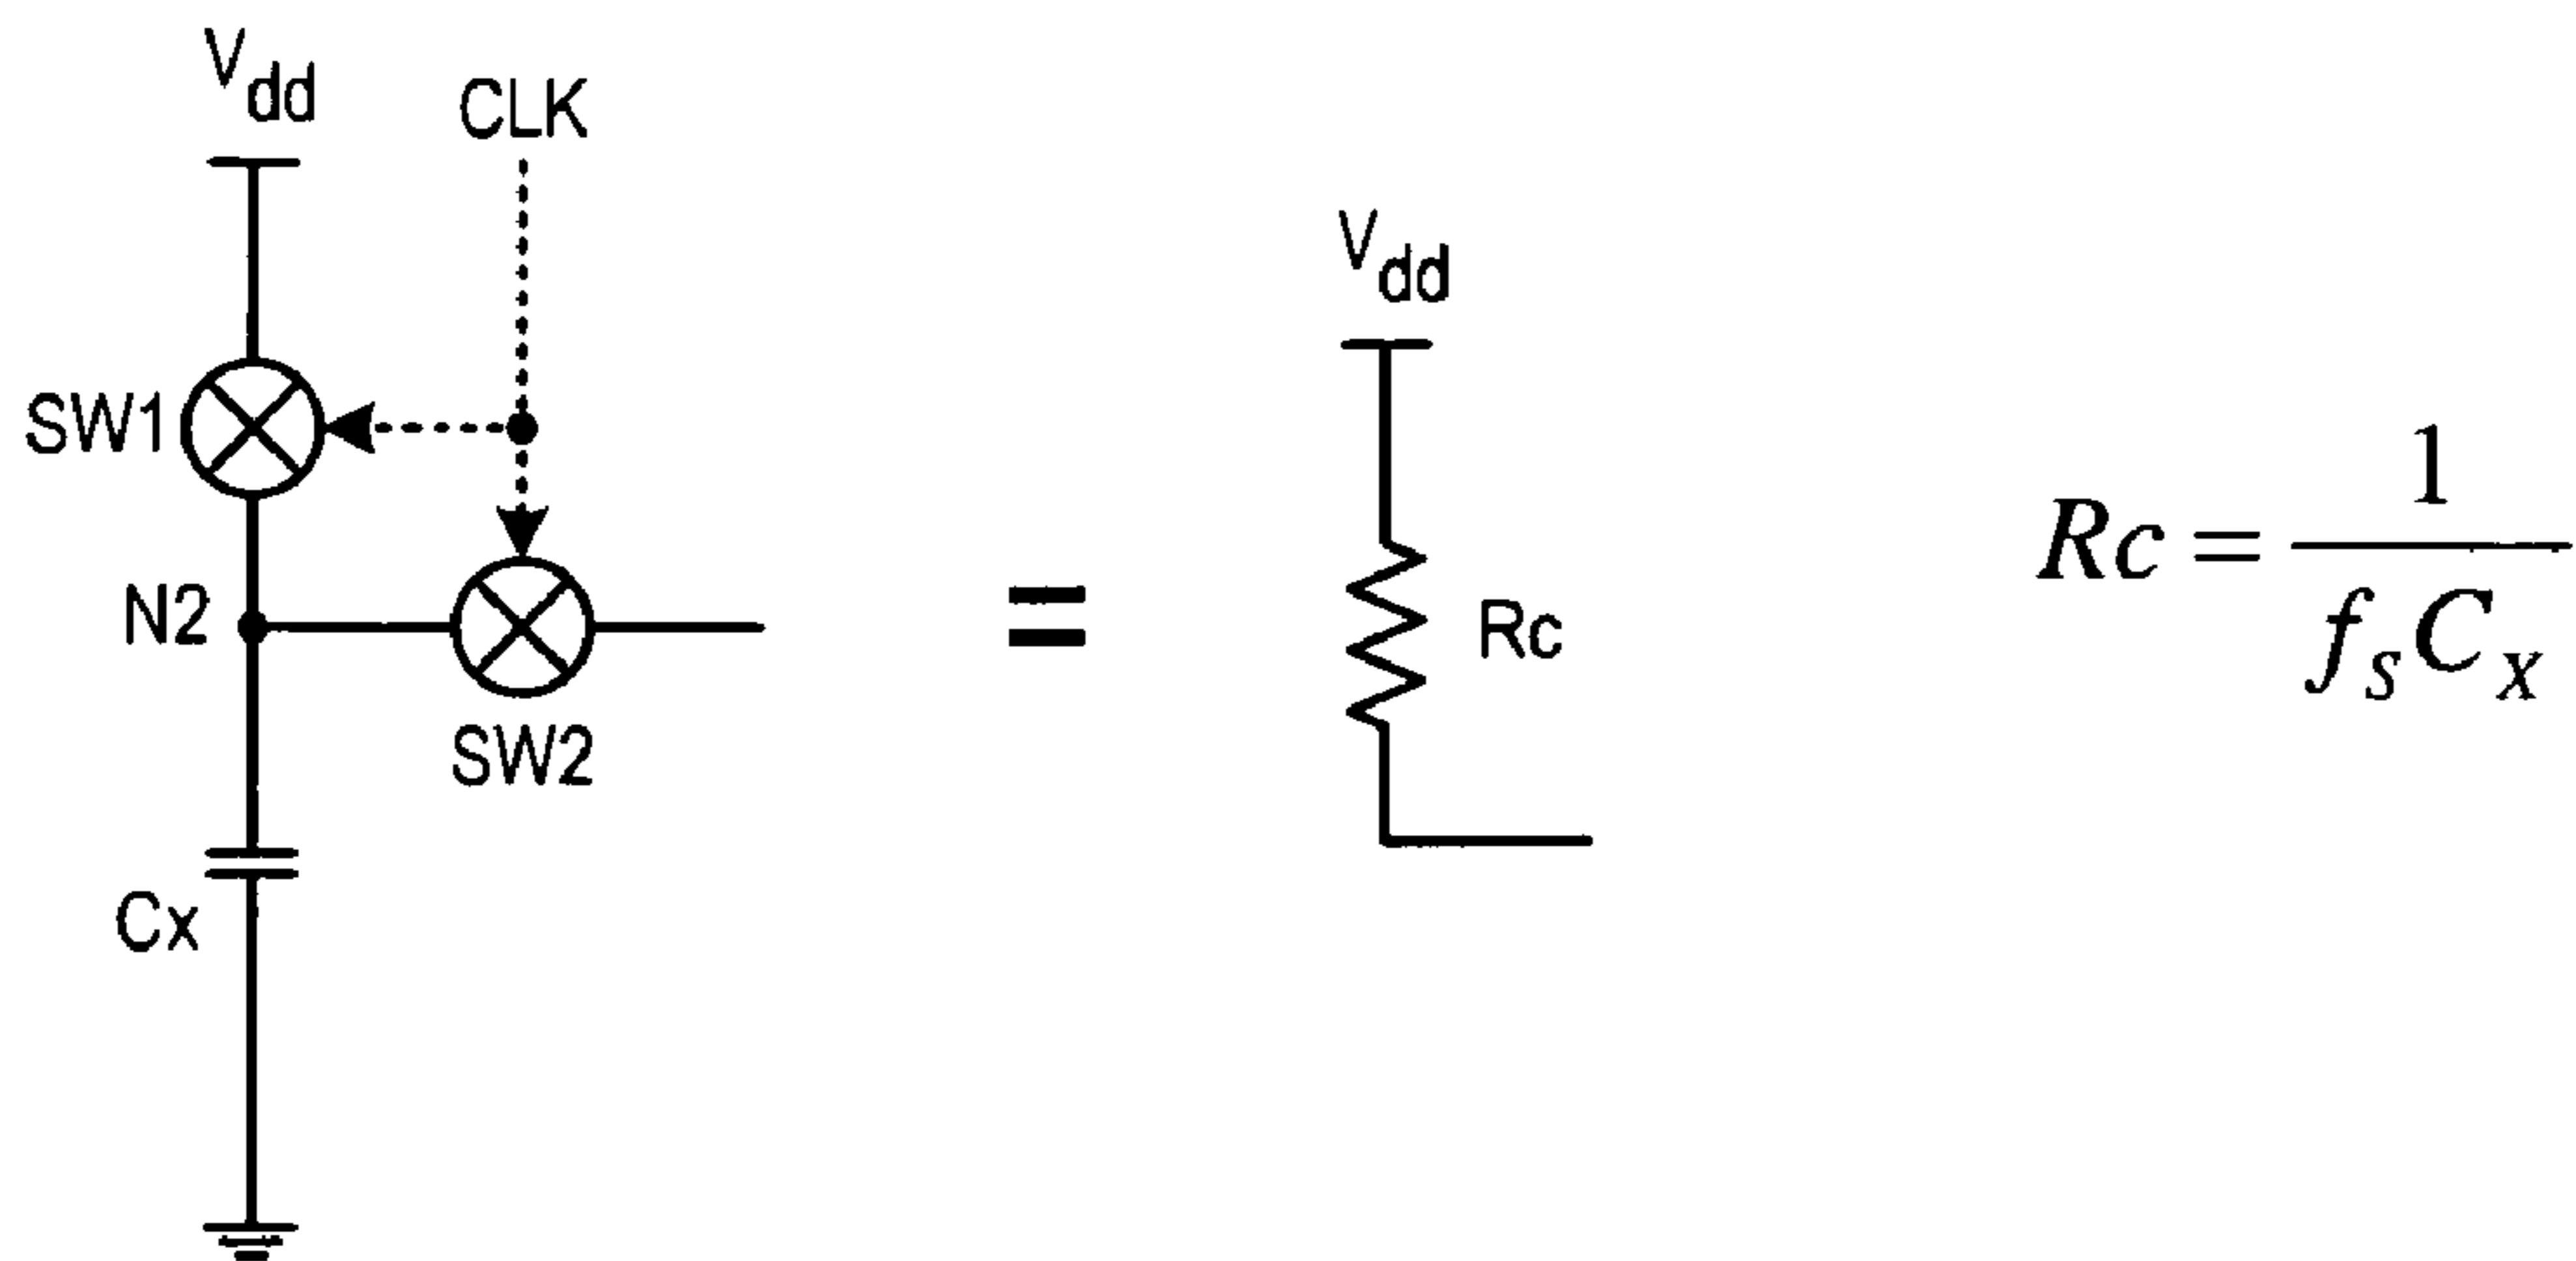 Vdd
CLK
SW1
N2
SW2
Cx
=
Vdd
Rc
Rc = 1 / fsCx